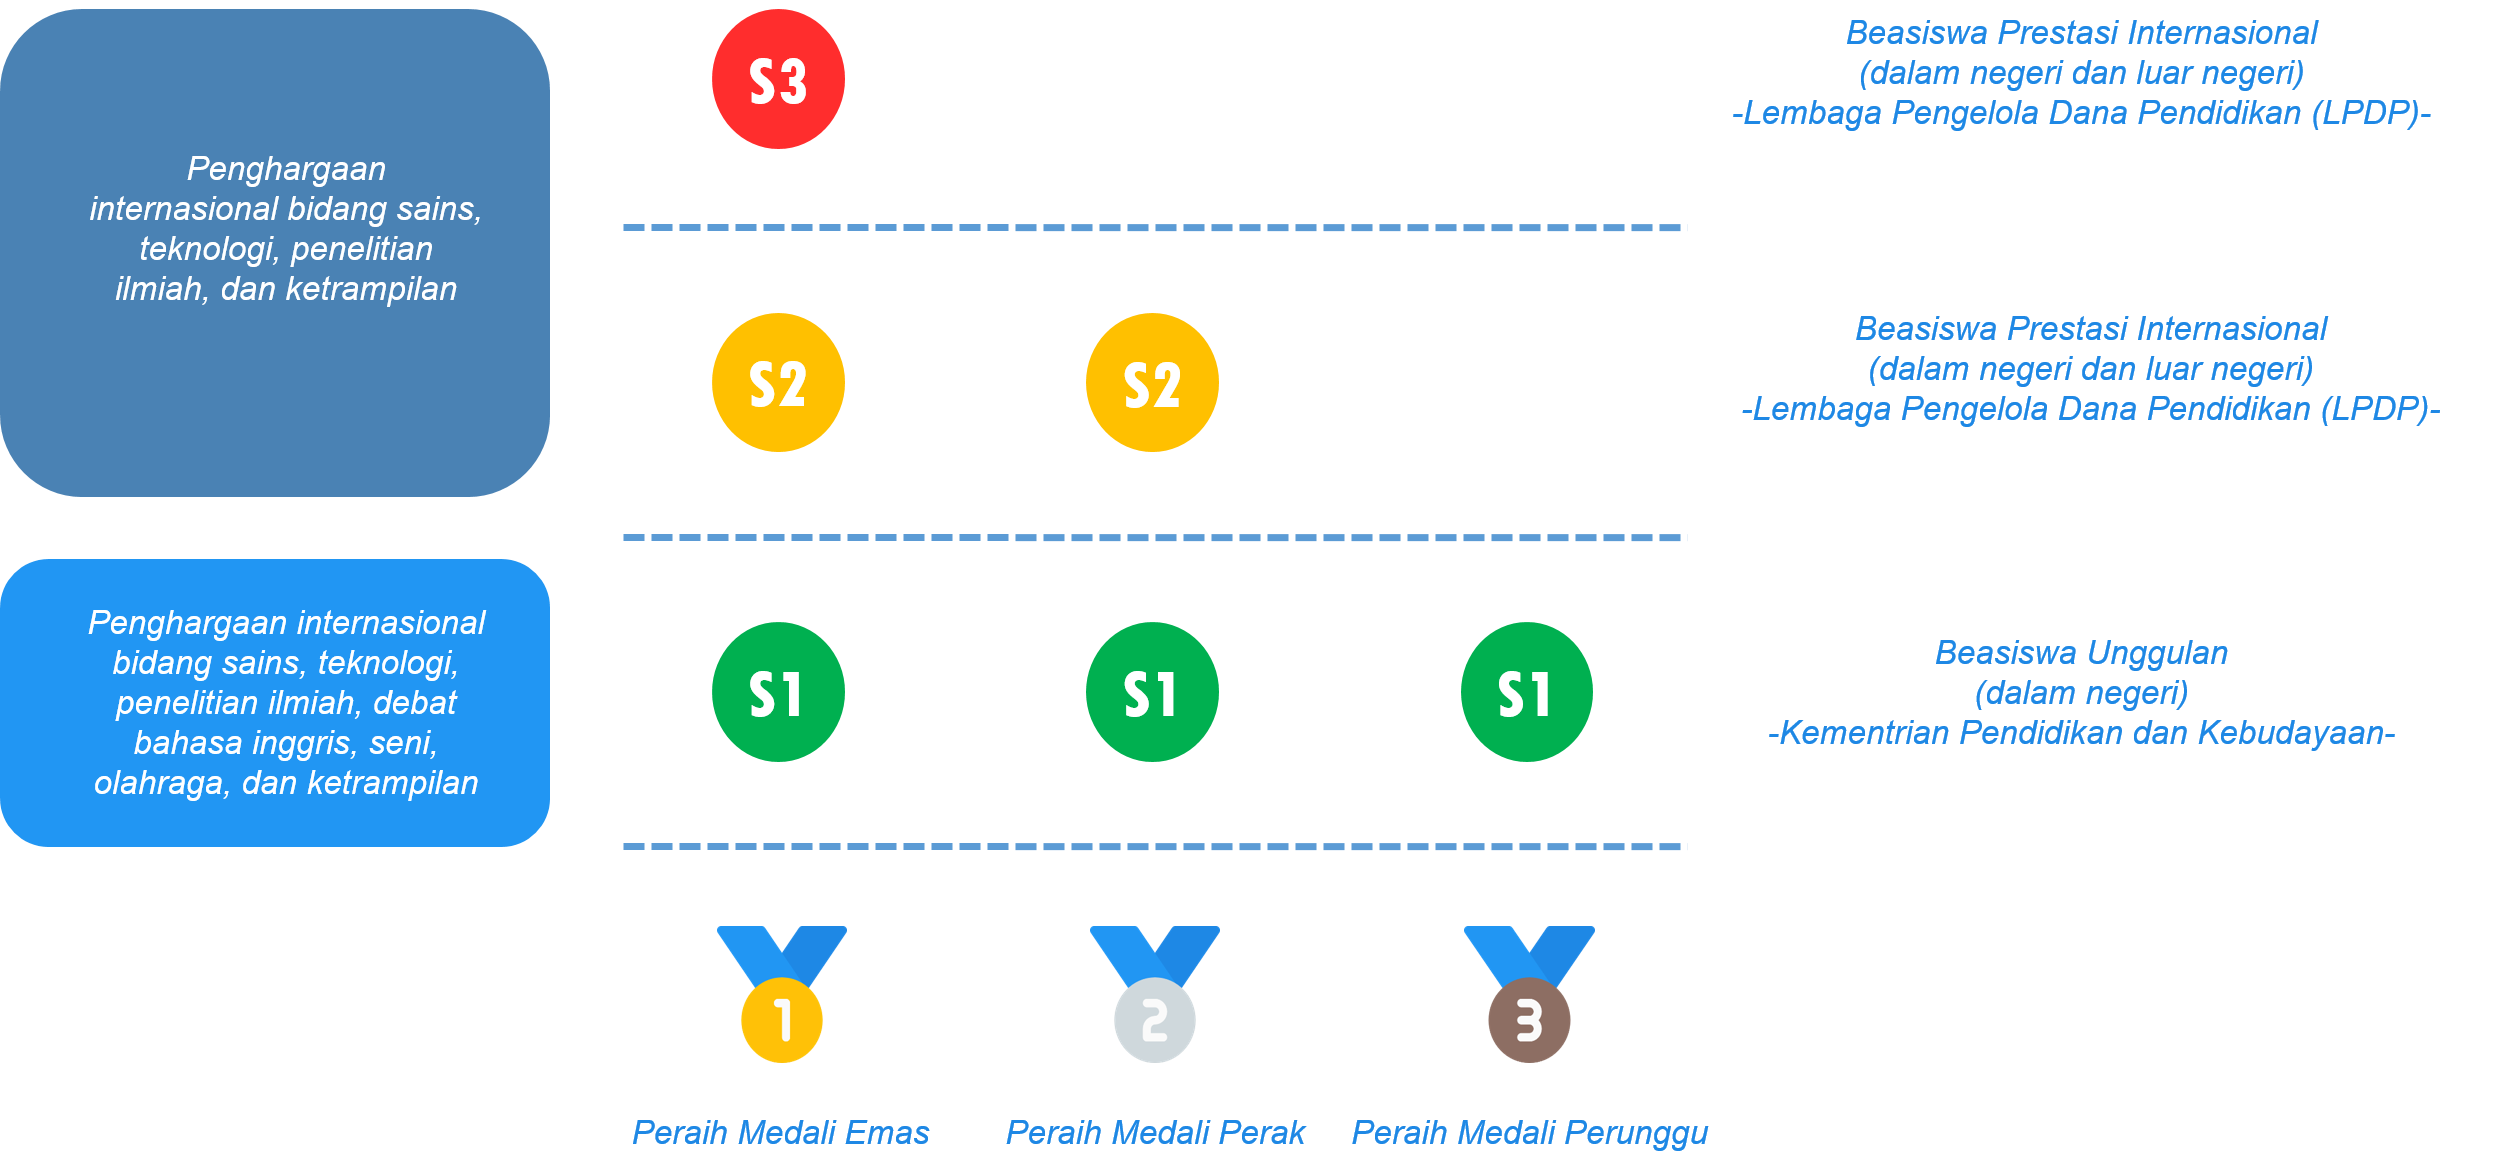 Penghargaan
internasional bidang sains,
teknologi, penelitian
ilmiah, dan ketrampilan
S3
Beasiswa Prestasi Internasional
(dalam negeri dan luar negeri)
-Lembaga Pengelola Dana Pendidikan (LPDP)-
S2
S2
Beasiswa Prestasi Internasional
(dalam negeri dan luar negeri)
-Lembaga Pengelola Dana Pendidikan (LPDP)-
Penghargaan internasional
bidang sains, teknologi,
penelitian ilmiah, debat
bahasa inggris, seni,
olahraga, dan ketrampilan
S1
S1
S1
Beasiswa Unggulan
(dalam negeri)
-Kementrian Pendidikan dan Kebudayaan-
1
2
3
Peraih Medali Emas
Peraih Medali Perak
Peraih Medali Perunggu